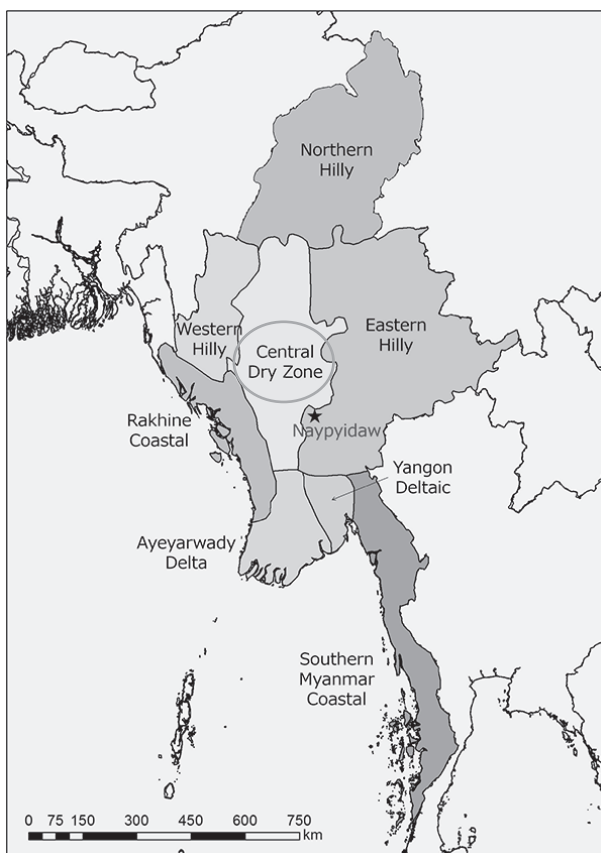 Northern
Hilly
Western
Hilly
Central
Dry Zone
Eastern
Hilly
Rakhine
Coastal
Naypyidaw
Yangon
Deltaic
Ayeyarwady
Delta
Southern
Myanmar
Coastal
0 75 150 300 450 600 750
km